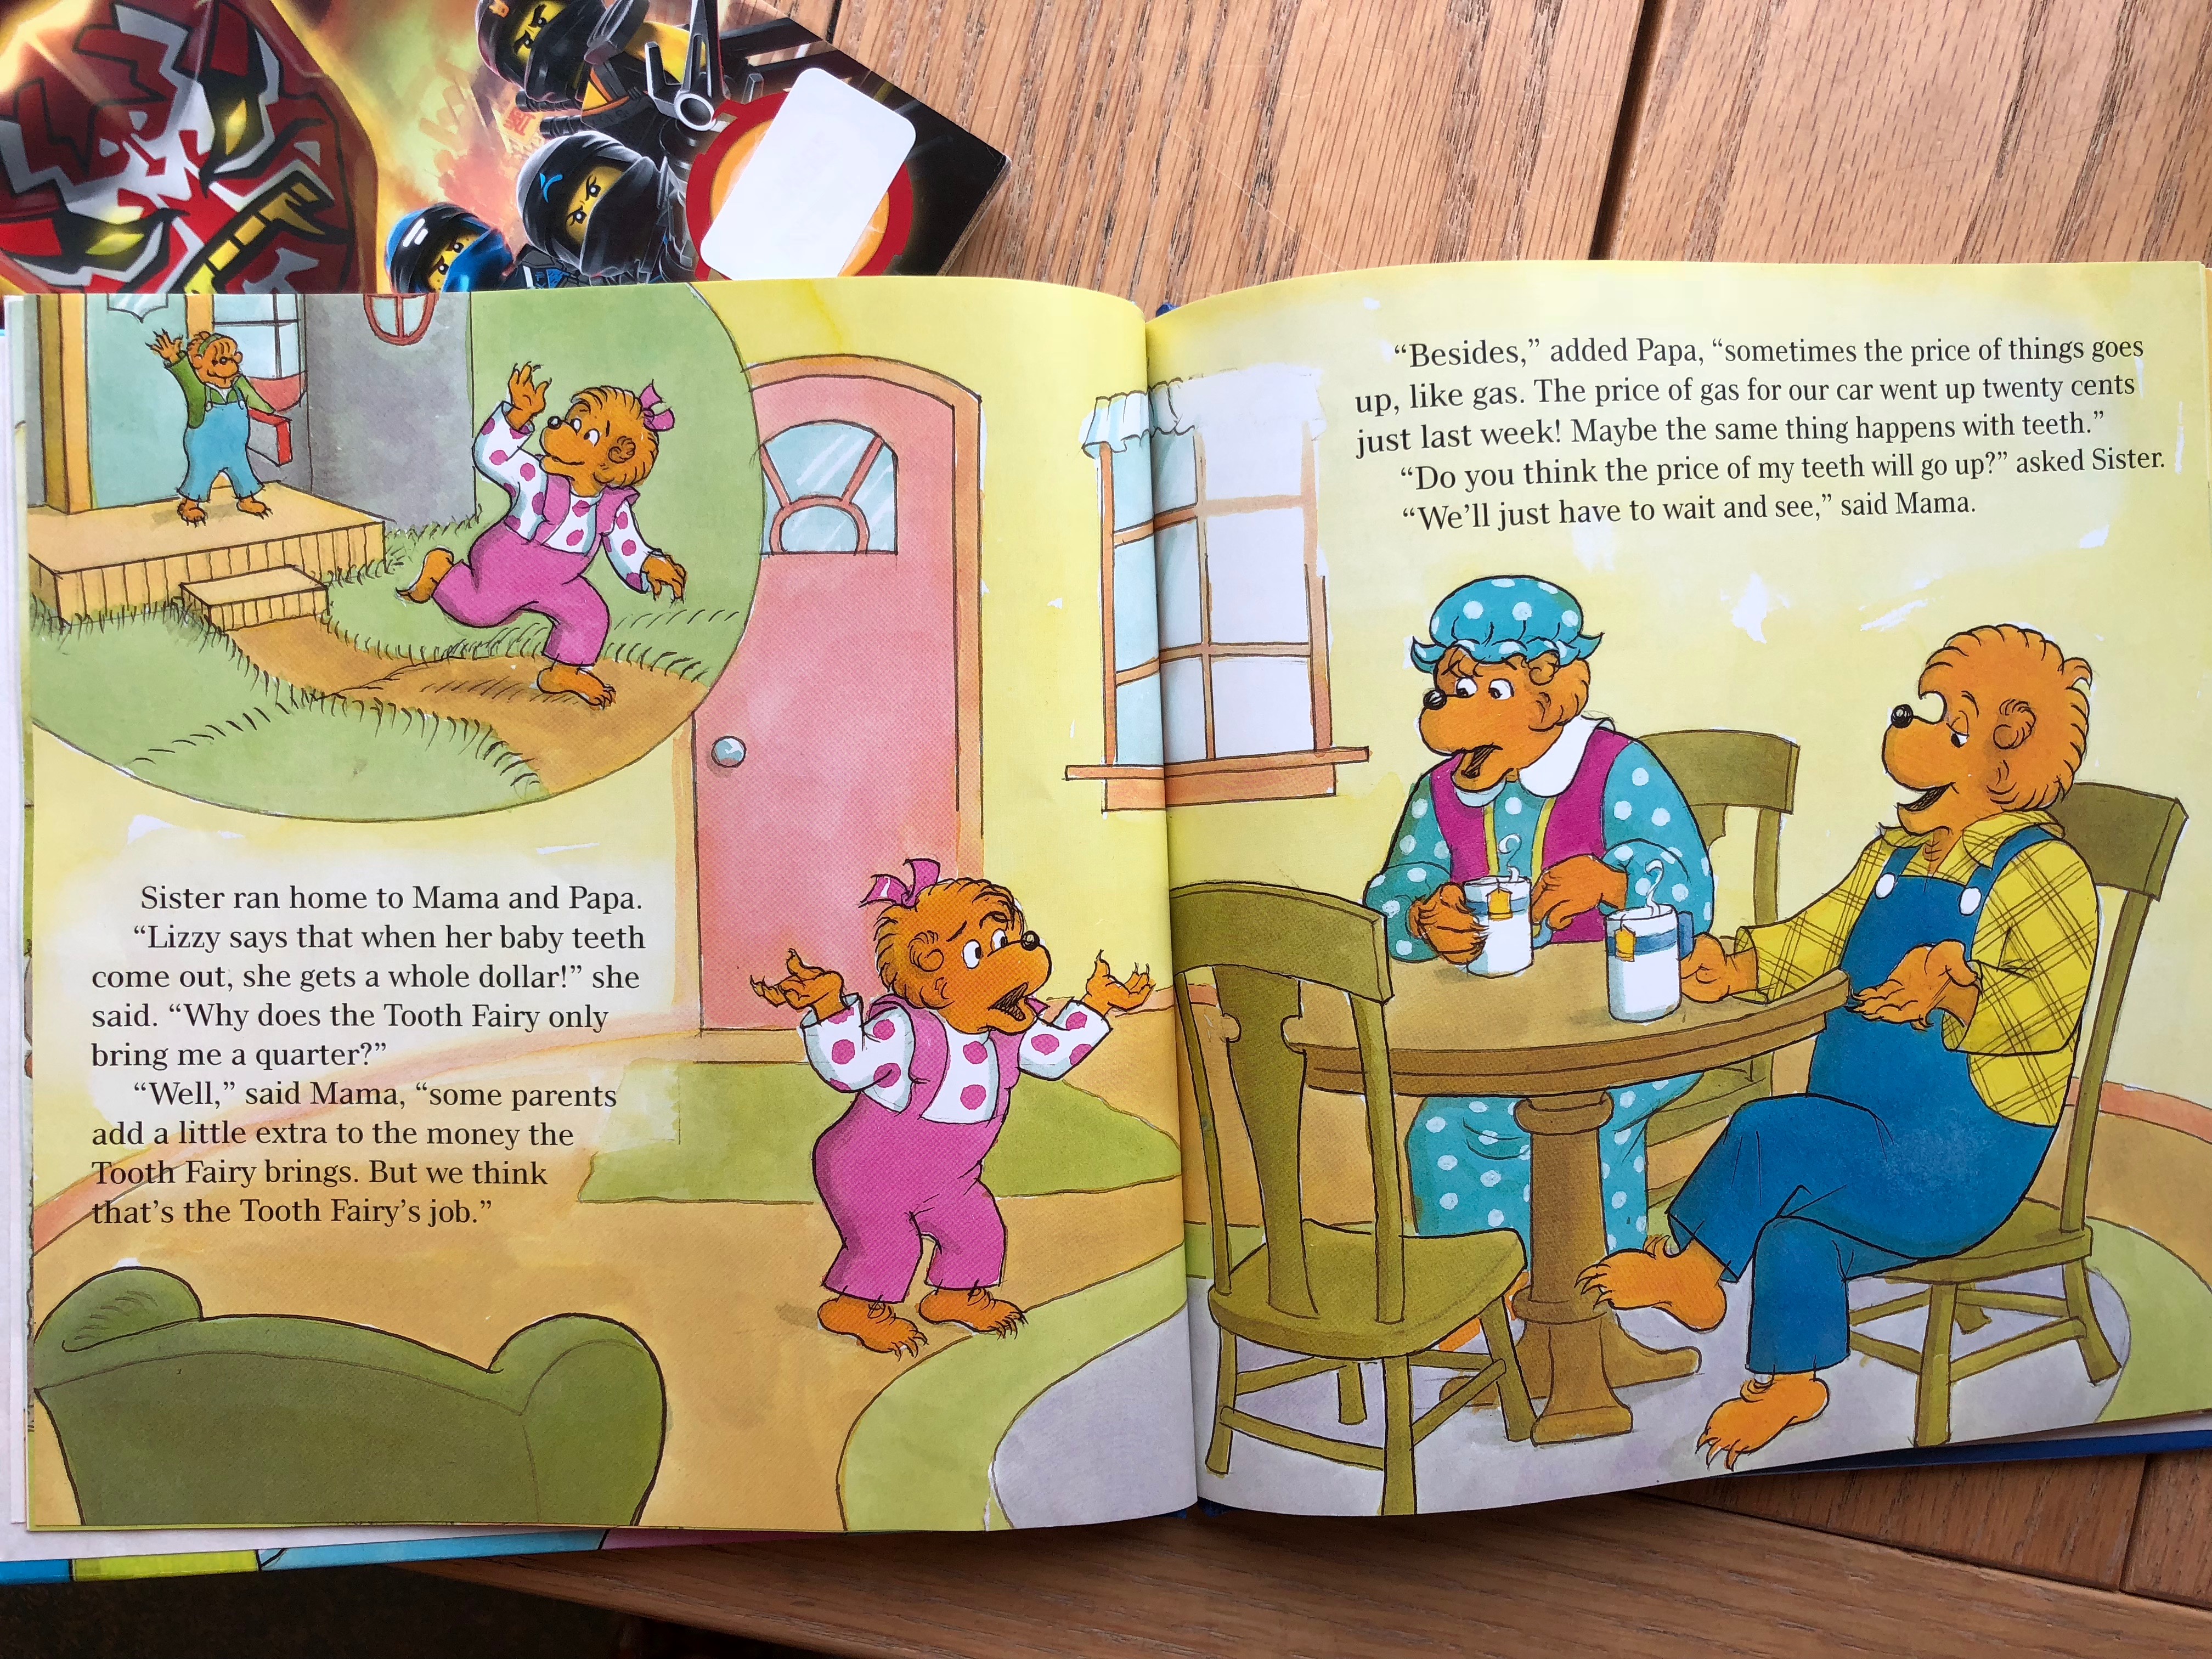 Sister ran home to Mama and Papa.
“Lizzy says that when her baby teeth
come out, she gets a whole dollar!” she
said. “Why does the Tooth Fairy only
bring me a quarter?”
“Well,” said Mama, “some parents
add a little extra to the money the
Tooth Fairy brings. But we think
that’s the Tooth Fairy’s job.”
“Besides,” added Papa, “sometimes the price of things goes
up, like gas. The price of gas for our car went up twenty cents
just last week! Maybe the same thing happens with teeth.”
“Do you think the price of my teeth will go up?” asked Sister.
“We’ll just have to wait and see,” said Mama.